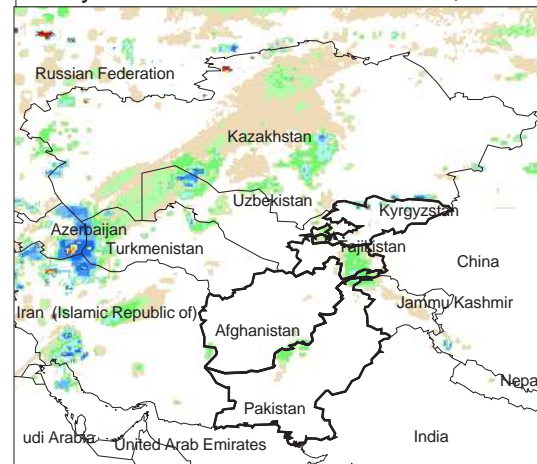 Russian Federation
Kazakhstan
Uzbekistan
Kyrgyzstan
Azerbaijan
Turkmenistan
Tajikistan
China
Iran (Islamic Republic of)
Jammu/Kashmir
Afghanistan
Nepa
Pakistan
udi Arabia
United Arab Emirates
India